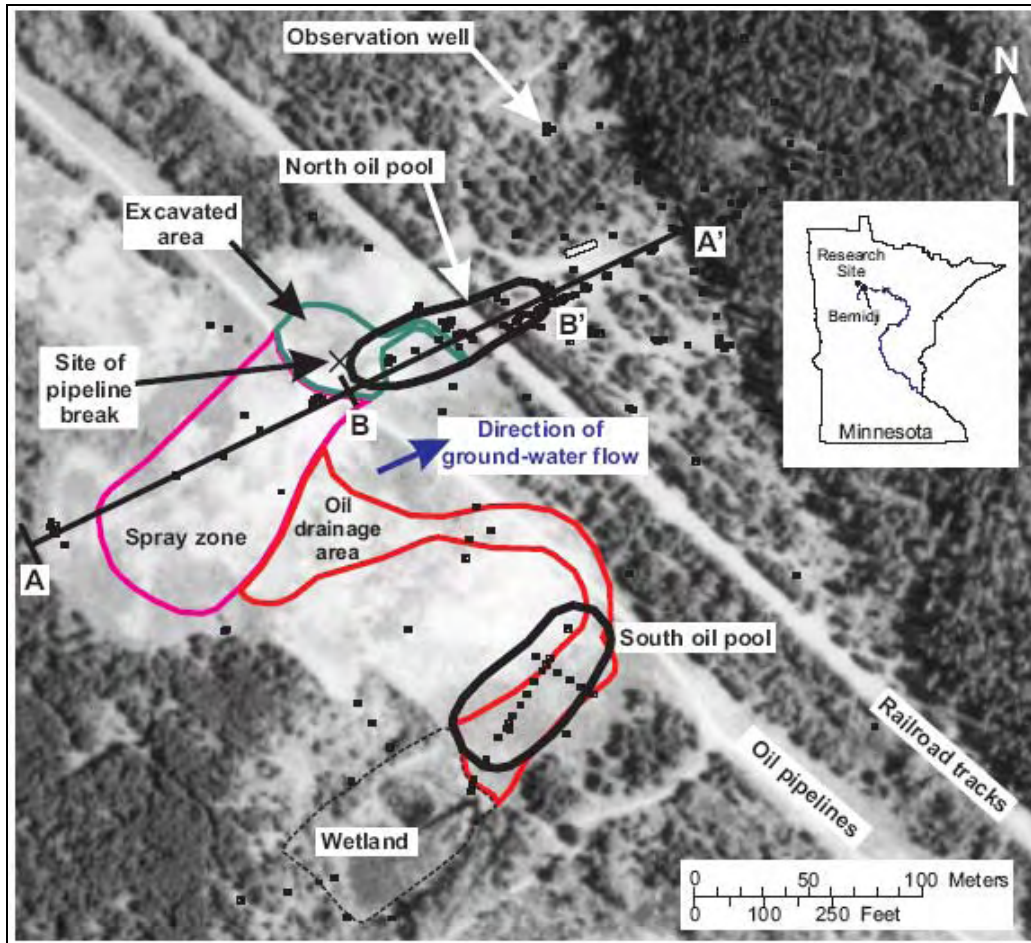 Observation
well
N
North oil pool
Excavated
area
A'
Research
Site
Bemidji
Minnesota
B'
Site of
pipeline
break
B
Direction of
ground-water flow
Oil
drainage
area
Spray zone
A
South oil pool
Railroad tracks
Oil pipelines
Wetland
0 50 100 Meters
0 100 250 Feet